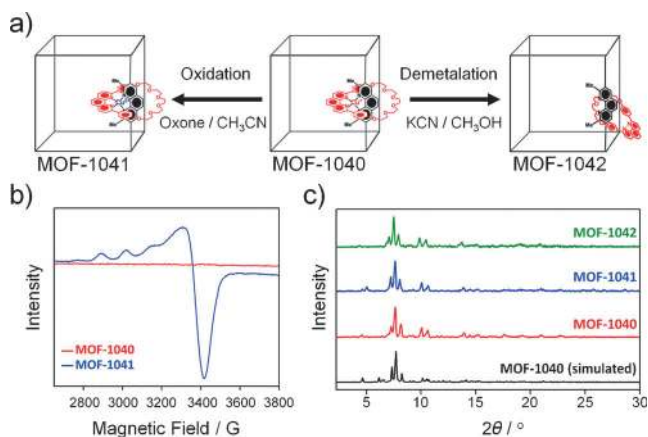 a)
Oxidation
Oxone / CH3CN
Demetalation
KCN / CH3OH
MOF-1041
MOF-1040
MOF-1042
b)
Intensity
MOF-1040
MOF-1041
2800 3000 3200 3400 3600 3800
Magnetic Field / G
c)
Intensity
MOF-1042
MOF-1041
MOF-1040
MOF-1040 (simulated)
5 10 15 20 25 30
2θ / °